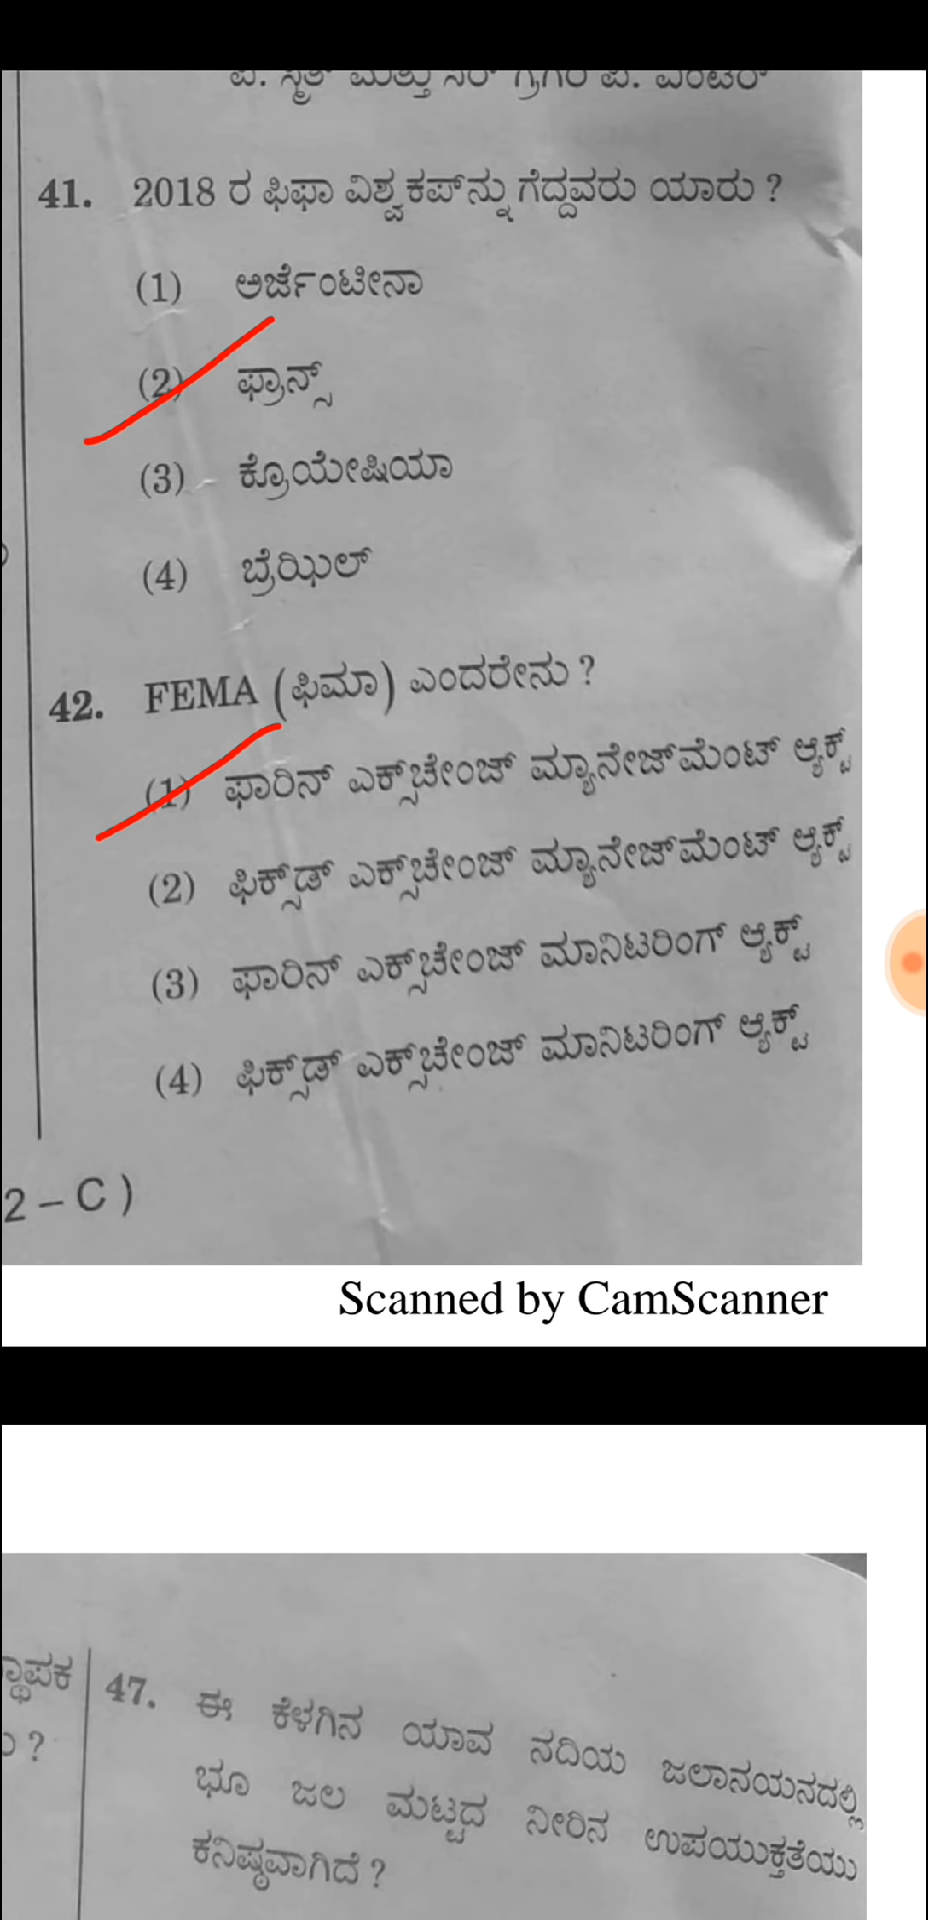 41. 2018 ರ ಫಿಫಾ ವಿಶ್ವಕಪ್‌ನ್ನು ಗೆದ್ದವರು ಯಾರು ?
(1) ಅರ್ಜೆಂಟೀನಾ
(2) ಫ್ರಾನ್ಸ್
(3) ಕ್ರೊಯೇಷಿಯಾ
(4) ಬ್ರೆಝಿಲ್
42. FEMA (ಫಿಮಾ) ಎಂದರೇನು ?
(1) ಫಾರಿನ್ ಎಕ್ಸ್‌ಚೇಂಜ್ ಮ್ಯಾನೇಜ್‌ಮೆಂಟ್ ಆ್ಯಕ್ಟ್
(2) ಫಿಕ್ಸ್‌ಡ್ ಎಕ್ಸ್‌ಚೇಂಜ್ ಮ್ಯಾನೇಜ್‌ಮೆಂಟ್ ಆ್ಯಕ್ಟ್
(3) ಫಾರಿನ್ ಎಕ್ಸ್‌ಚೇಂಜ್ ಮಾನಿಟರಿಂಗ್ ಆ್ಯಕ್ಟ್
(4) ಫಿಕ್ಸ್‌ಡ್ ಎಕ್ಸ್‌ಚೇಂಜ್ ಮಾನಿಟರಿಂಗ್ ಆ್ಯಕ್ಟ್
2 – C )
Scanned by CamScanner
?
47. ಈ ಕೆಳಗಿನ ಯಾವ ನದಿಯ ಜಲಾನಯನದಲ್ಲಿ
ಭೂ ಜಲ ಮಟ್ಟದ ನೀರಿನ ಉಪಯುಕ್ತತೆಯು
ಕನಿಷ್ಠವಾಗಿದೆ ?